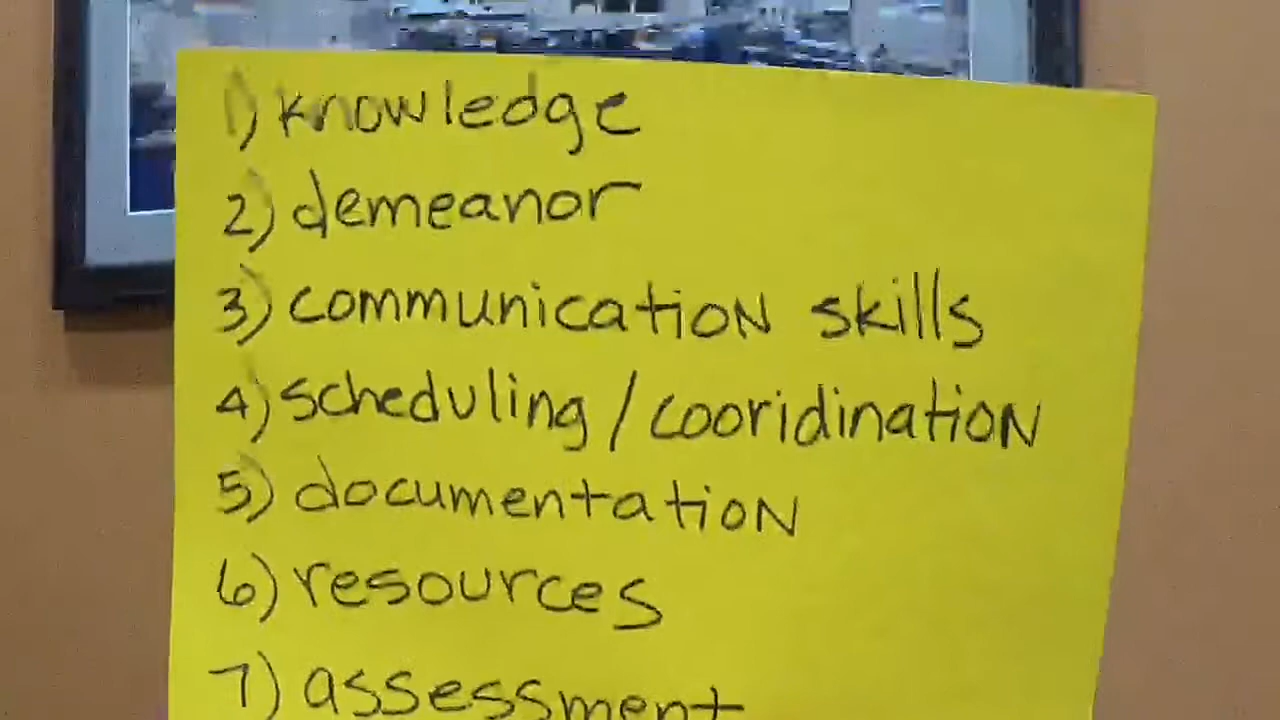 1) knowledge
2) demeanor
3) communication skills
4) scheduling / cooridination
5) documentation
6) resources
7) assessment